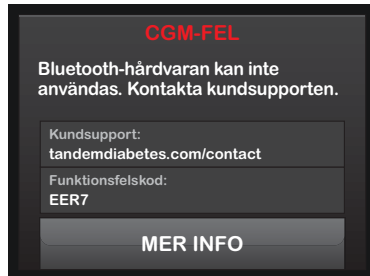 CGM-FEL
Bluetooth-hårdvaran kan inte
användas. Kontakta kundsupporten.
Kundsupport:
tandemdiabetes.com/contact
Funktionsfelskod:
EER7
MER INFO